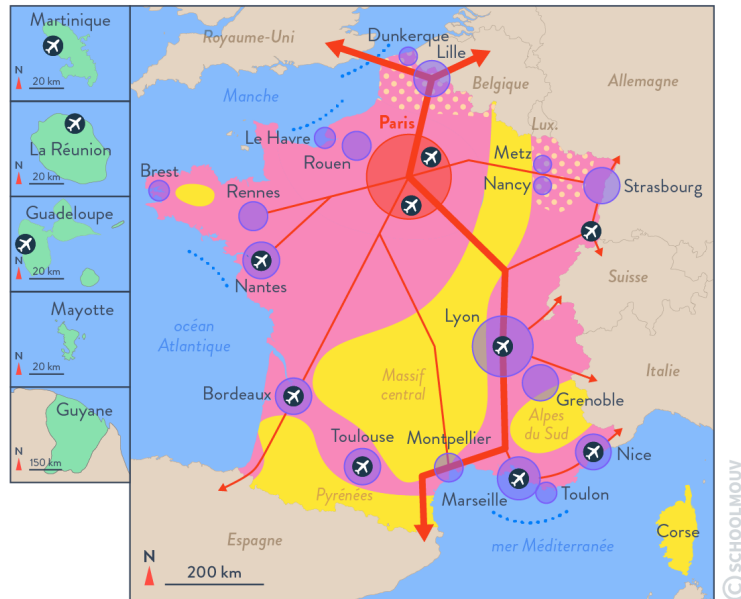 Martinique
N
20 km
La Réunion
N
20 km
Guadeloupe
N
20 km
Mayotte
N
20 km
Guyane
N
150 km
Royaume-Uni
Dunkerque
Lille
Belgique
Allemagne
Manche
Paris
Lux.
Le Havre
Rouen
Metz
Nancy
Strasbourg
Brest
Rennes
Nantes
Suisse
océan
Atlantique
Lyon
Italie
Massif
central
Bordeaux
Grenoble
Alpes
du Sud
Toulouse
Montpellier
Nice
Pyrénées
Marseille
Toulon
Corse
Espagne
mer Méditerranée
N
200 km
© SCHOOLMOUV